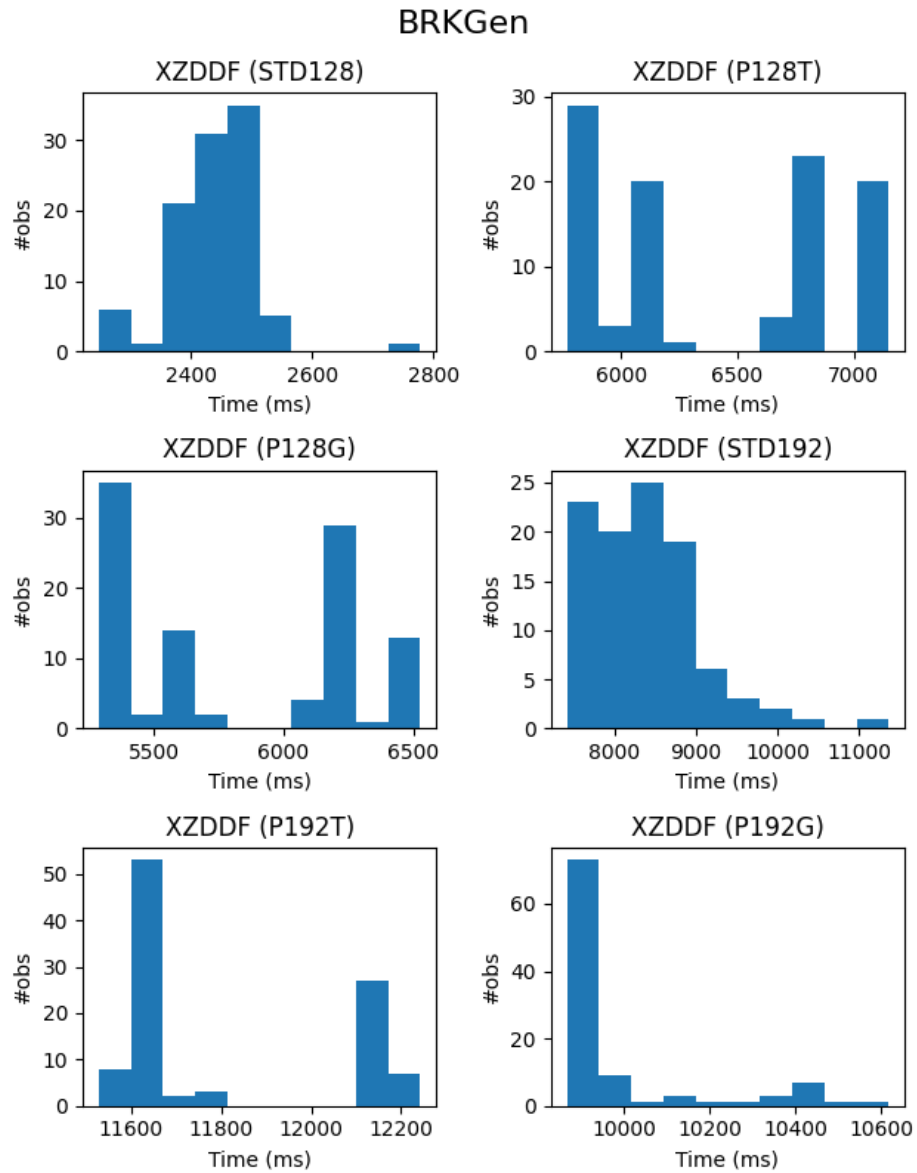 BRKGen
XZDDF (STD128)
30
20
10
0
#obs
2400
2600
2800
Time (ms)
XZDDF (P128T)
30
20
10
0
#obs
6000
6500
7000
Time (ms)
XZDDF (P128G)
30
20
10
0
#obs
5500
6000
6500
Time (ms)
XZDDF (STD192)
25
20
15
10
5
0
#obs
8000
9000
10000
11000
Time (ms)
XZDDF (P192T)
50
40
30
20
10
0
#obs
11600
11800
12000
12200
Time (ms)
XZDDF (P192G)
60
40
20
0
#obs
10000
10200
10400
10600
Time (ms)